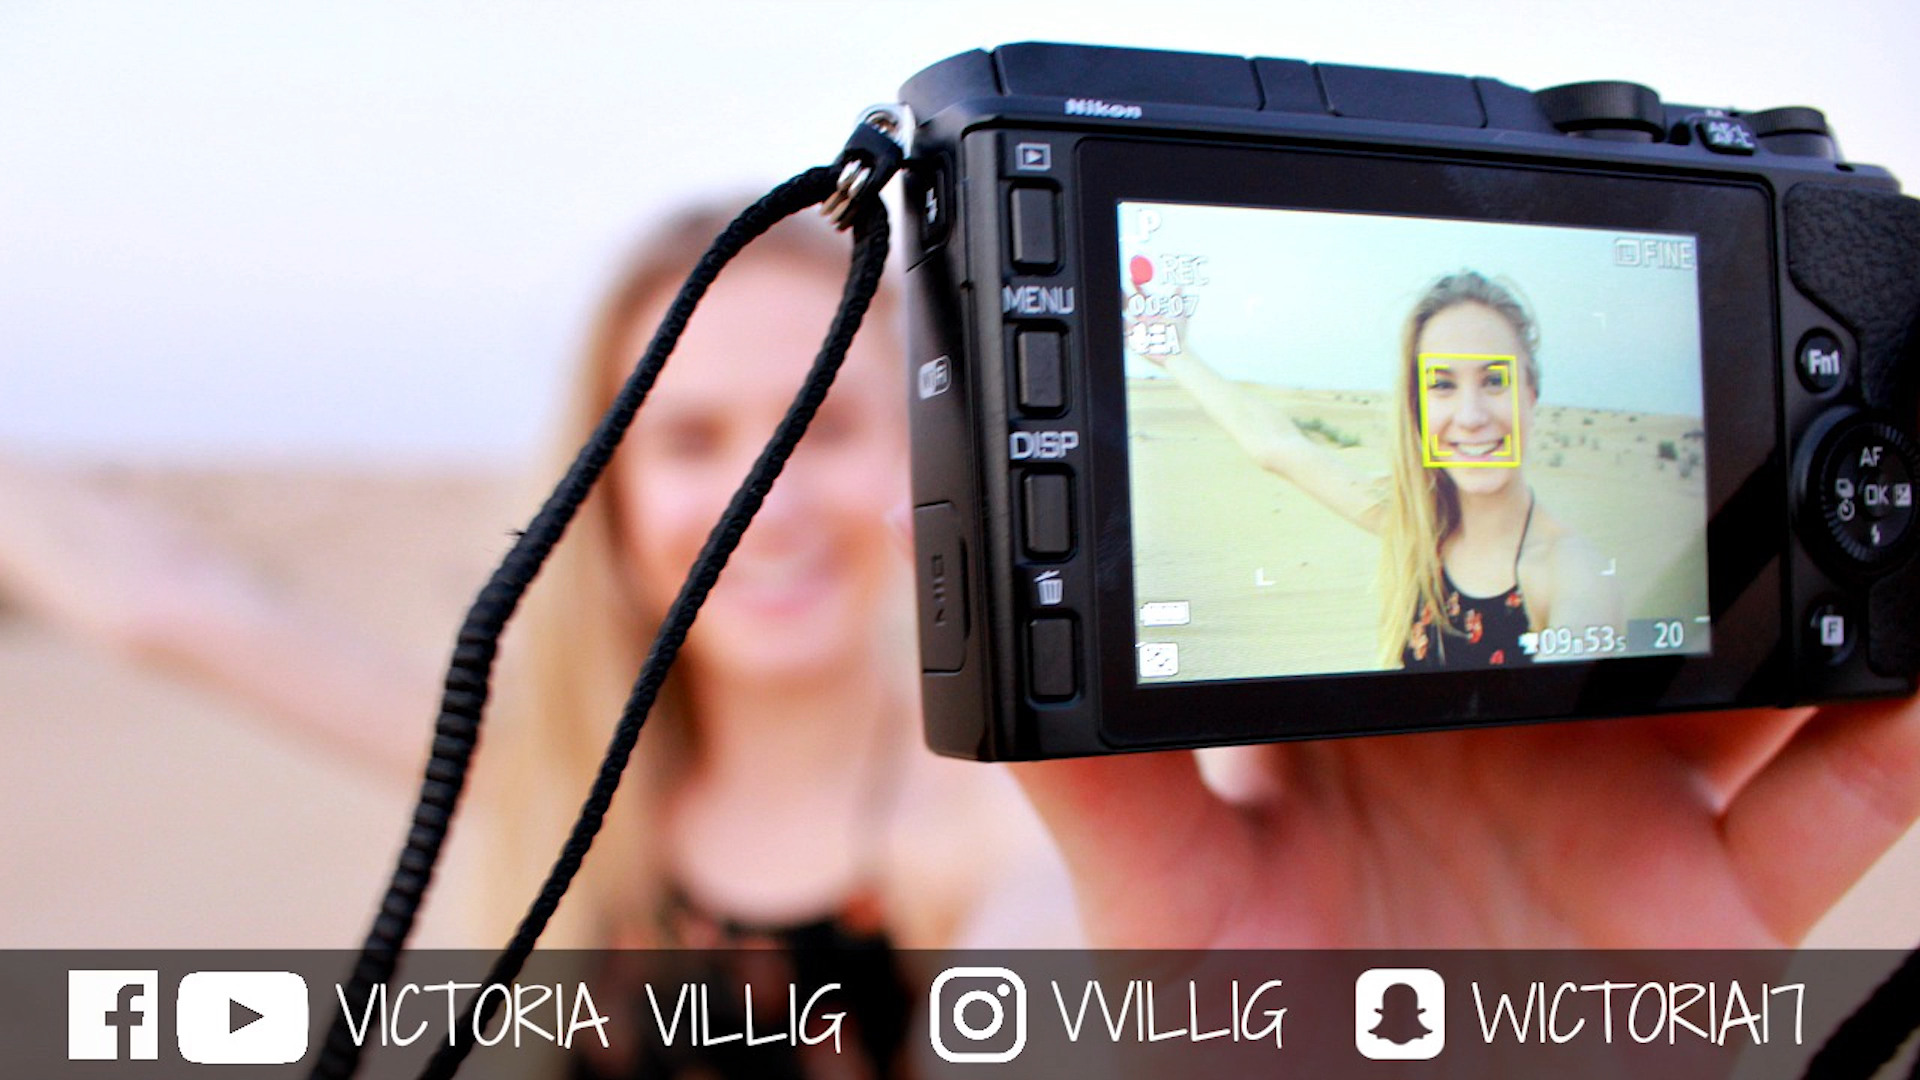 Nikon
P
FINE
REC
MENU
00:07
Fn1
DISP
AF
OK
09m53s 20
F
VICTORIA VILLIG VVILLIG WICTORIA17